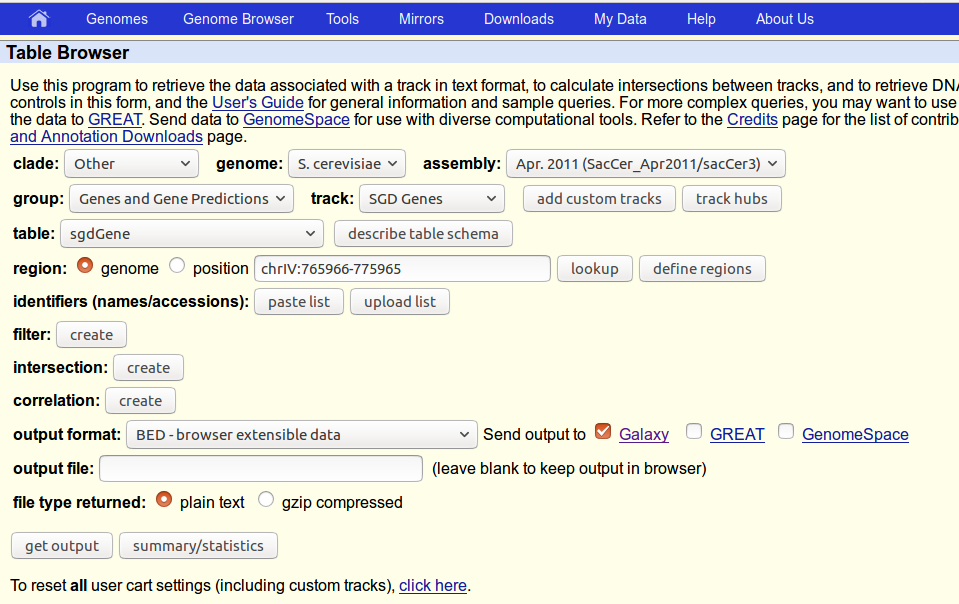 Genomes Genome Browser Tools Mirrors Downloads My Data Help About Us
Table Browser
Use this program to retrieve the data associated with a track in text format, to calculate intersections between tracks, and to retrieve DNA
controls in this form, and the User's Guide for general information and sample queries. For more complex queries, you may want to use
the data to GREAT. Send data to GenomeSpace for use with diverse computational tools. Refer to the Credits page for the list of contrib
and Annotation Downloads page.
clade: Other genome: S. cerevisiae assembly: Apr. 2011 (SacCer_Apr2011/sacCer3)
group: Genes and Gene Predictions track: SGD Genes add custom tracks track hubs
table: sgdGene describe table schema
region: genome position chrIV:765966-775965 lookup define regions
identifiers (names/accessions): paste list upload list
filter: create
intersection: create
correlation: create
output format: BED - browser extensible data Send output to Galaxy GREAT GenomeSpace
output file: (leave blank to keep output in browser)
file type returned: plain text gzip compressed
get output summary/statistics
To reset all user cart settings (including custom tracks), click here.